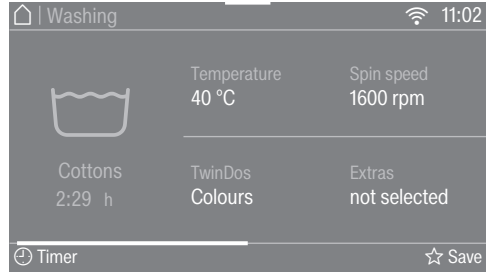 | Washing
11:02
Temperature
40 °C
Spin speed
1600 rpm
Cottons
2:29 h
TwinDos
Colours
Extras
not selected
Timer
Save